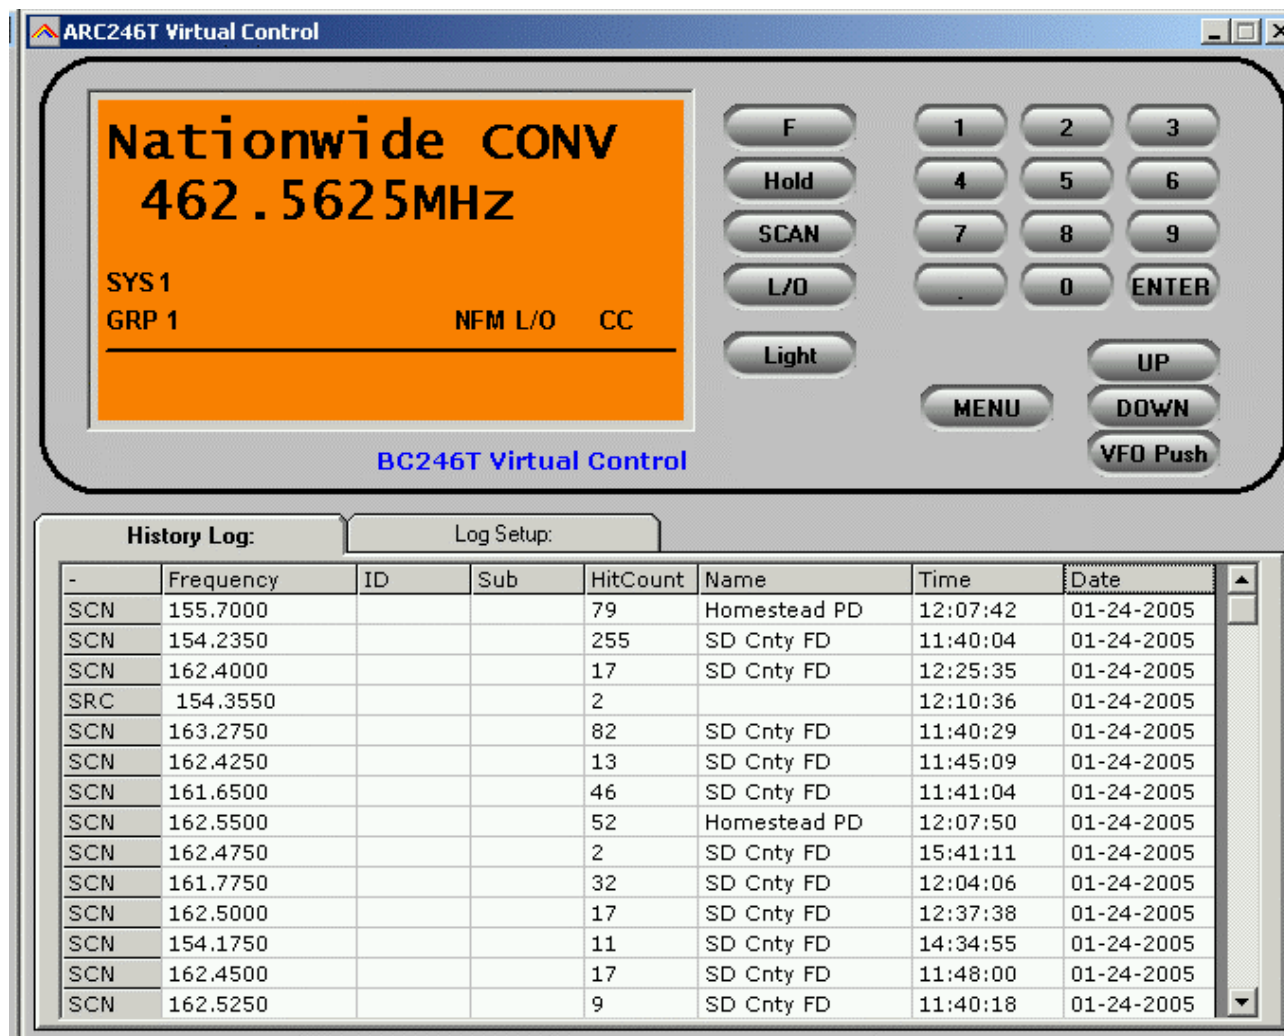 ARC246T Virtual Control
Nationwide CONV
462.5625MHz
SYS 1
GRP 1 NFM L/O CC
F 1 2 3
Hold 4 5 6
SCAN 7 8 9
L/O . 0 ENTER
Light UP
MENU DOWN
VFO Push
BC246T Virtual Control
History Log: Log Setup:
- Frequency ID Sub HitCount Name Time Date
SCN 155.7000 79 Homestead PD 12:07:42 01-24-2005
SCN 154.2350 255 SD Cnty FD 11:40:04 01-24-2005
SCN 162.4000 17 SD Cnty FD 12:25:35 01-24-2005
SRC 154.3550 2 12:10:36 01-24-2005
SCN 163.2750 82 SD Cnty FD 11:40:29 01-24-2005
SCN 162.4250 13 SD Cnty FD 11:45:09 01-24-2005
SCN 161.6500 46 SD Cnty FD 11:41:04 01-24-2005
SCN 162.5500 52 Homestead PD 12:07:50 01-24-2005
SCN 162.4750 2 SD Cnty FD 15:41:11 01-24-2005
SCN 161.7750 32 SD Cnty FD 12:04:06 01-24-2005
SCN 162.5000 17 SD Cnty FD 12:37:38 01-24-2005
SCN 154.1750 11 SD Cnty FD 14:34:55 01-24-2005
SCN 162.4500 17 SD Cnty FD 11:48:00 01-24-2005
SCN 162.5250 9 SD Cnty FD 11:40:18 01-24-2005